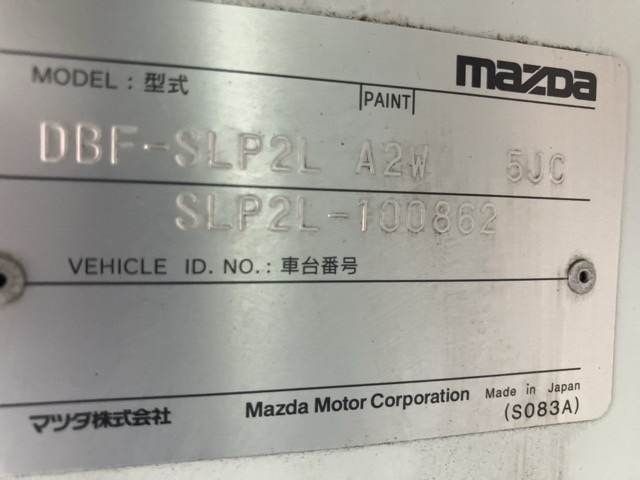 mazda
MODEL : 型式
PAINT
DBF-SLP2L A2W 5JC
SLP2L-100862
VEHICLE ID. NO. : 車台番号
マツダ株式会社 Mazda Motor Corporation Made in Japan
(S083A)